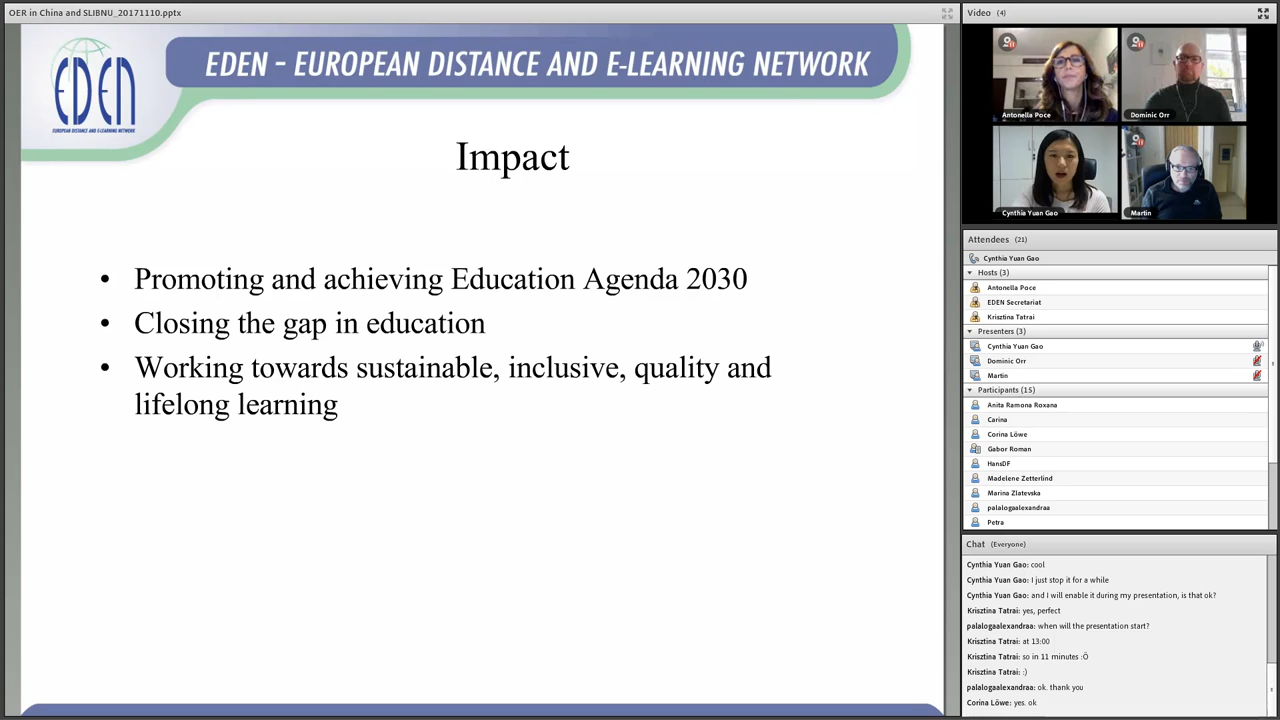 OER in China and SLIBNU_20171110.pptx
EDEN
EUROPEAN DISTANCE AND E-LEARNING NETWORK
EDEN – EUROPEAN DISTANCE AND E-LEARNING NETWORK
Impact
• Promoting and achieving Education Agenda 2030
• Closing the gap in education
• Working towards sustainable, inclusive, quality and
lifelong learning
Video (4)
Antonella Poce
Dominic Orr
Cynthia Yuan Gao
Martin
Attendees (21)
Cynthia Yuan Gao
Hosts (3)
Antonella Poce
EDEN Secretariat
Krisztina Tatrai
Presenters (3)
Cynthia Yuan Gao
Dominic Orr
Martin
Participants (15)
Anita Ramona Roxana
Carina
Corina Löwe
Gabor Roman
HansDF
Madelene Zetterlind
Marina Zlatevska
palalogaalexandraa
Petra
Chat (Everyone)
Cynthia Yuan Gao: cool
Cynthia Yuan Gao: I just stop it for a while
Cynthia Yuan Gao: and I will enable it during my presentation, is that ok?
Krisztina Tatrai: yes, perfect
palalogaalexandraa: when will the presentation start?
Krisztina Tatrai: at 13:00
Krisztina Tatrai: so in 11 minutes :Ö
Krisztina Tatrai: :)
palalogaalexandraa: ok. thank you
Corina Löwe: yes. ok